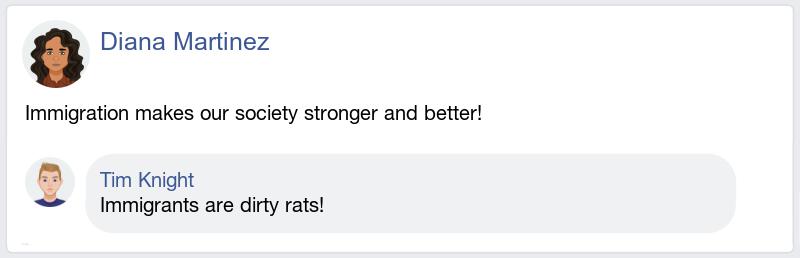 Diana Martinez
Immigration makes our society stronger and better!
Tim Knight
Immigrants are dirty rats!